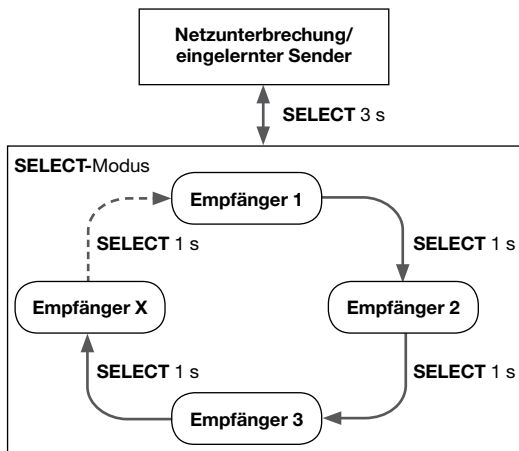 Netzunterbrechung/
eingelernter Sender
SELECT 3 s
SELECT-Modus
Empfänger 1
SELECT 1 s
SELECT 1 s
Empfänger X
Empfänger 2
SELECT 1 s
SELECT 1 s
Empfänger 3